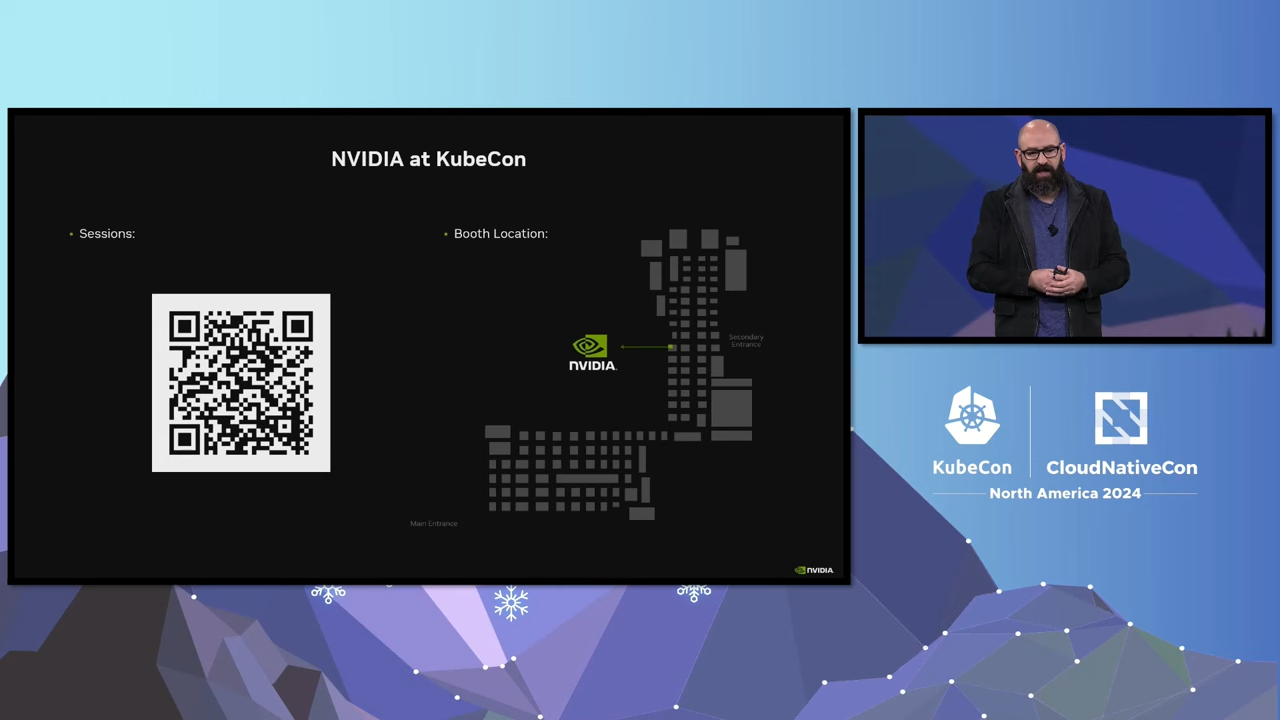 NVIDIA at KubeCon
• Sessions:
• Booth Location:
Secondary
Entrance
NVIDIA.
Main Entrance
NVIDIA.
KubeCon
CloudNativeCon
North America 2024